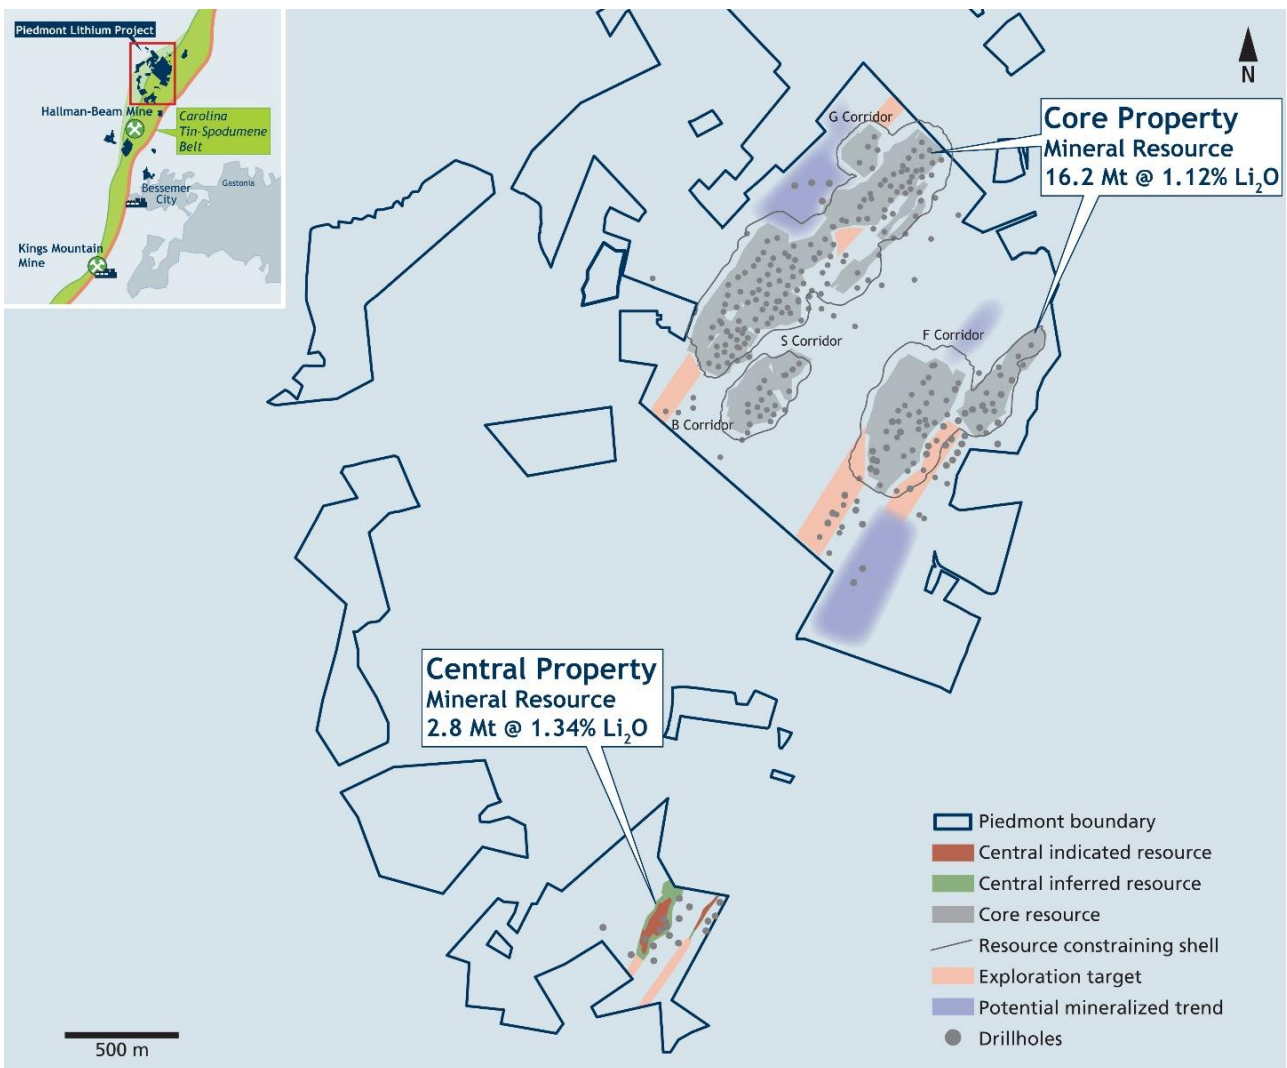 Piedmont Lithium Project
Hallman-Beam Mine
Carolina
Tin-Spodumene
Belt
Bessemer
City
Gastonia
Kings Mountain
Mine
N
G Corridor
Core Property
Mineral Resource
16.2 Mt @ 1.12% Li₂O
S Corridor
F Corridor
B Corridor
Central Property
Mineral Resource
2.8 Mt @ 1.34% Li₂O
Piedmont boundary
Central indicated resource
Central inferred resource
Core resource
Resource constraining shell
Exploration target
Potential mineralized trend
Drillholes
500 m